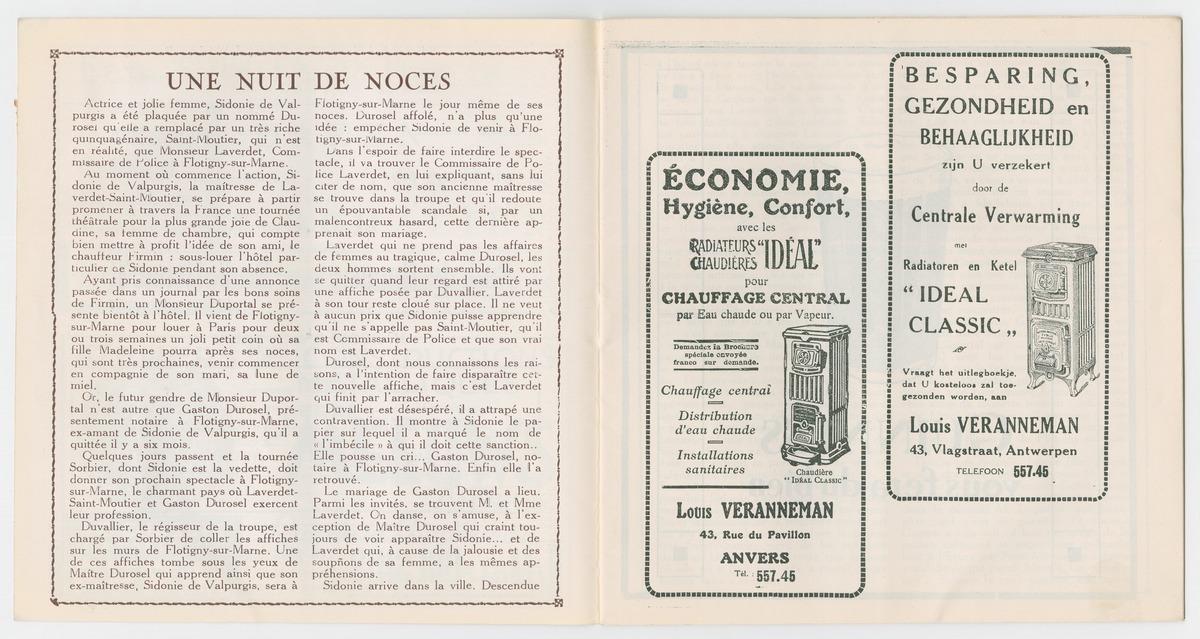 UNE NUIT DE NOCES
Actrice et jolie femme, Sidonie de Val-
purgis a été plaquée par un nommé Du-
rosel qu'elle a remplacé par un très riche
quinquagénaire, Saint-Moutier, qui n'est
en réalité, que Monsieur Laverdet, Com-
missaire de Police à Flotigny-sur-Marne.
Au moment où commence l'action, Si-
donie de Valpurgis, la maîtresse de La-
verdet-Saint-Moutier, se prépare à partir
promener à travers la France une tournée
théâtrale pour la plus grande joie de Clau-
dine, sa femme de chambre, qui compte
bien mettre à profit l'idée de son ami, le
chauffeur Firmin : sous-louer l'hôtel par-
ticulier de Sidonie pendant son absence.
Ayant pris connaissance d'une annonce
passée dans un journal par les bons soins
de Firmin, un Monsieur Duportal se pré-
sente bientôt à l'hôtel. Il vient de Flotigny-
sur-Marne pour louer à Paris pour deux
ou trois semaines un joli petit coin où sa
fille Madeleine pourra après ses noces,
qui sont très prochaines, venir commencer
en compagnie de son mari, sa lune de
miel.
Or, le futur gendre de Monsieur Dupor-
tal n'est autre que Gaston Durosel, pré-
sentement notaire à Flotigny-sur-Marne,
ex-amant de Sidonie de Valpurgis, qu'il a
quittée il y a six mois.
Quelques jours passent et la tournée
Sorbier, dont Sidonie est la vedette, doit
donner son prochain spectacle à Flotigny-
sur-Marne, le charmant pays où Laverdet-
Saint-Moutier et Gaston Durosel exercent
leur profession.
Duvallier, le régisseur de la troupe, est
chargé par Sorbier de coller les affiches
sur les murs de Flotigny-sur-Marne. Une
de ces affiches tombe sous les yeux de
Maître Durosel qui apprend ainsi que son
ex-maîtresse, Sidonie de Valpurgis, sera à
Flotigny-sur-Marne le jour même de ses
noces. Durosel affolé, n'a plus qu'une
idée : empêcher Sidonie de venir à Flo-
tigny-sur-Marne.
Dans l'espoir de faire interdire le spec-
tacle, il va trouver le Commissaire de Po-
lice Laverdet, en lui expliquant, sans lui
citer de nom, que son ancienne maîtresse
se trouve dans la troupe et qu'il redoute
un épouvantable scandale si, par un
malencontreux hasard, cette dernière ap-
prenait son mariage.
Laverdet qui ne prend pas les affaires
de femmes au tragique, calme Durosel, les
deux hommes sortent ensemble. Ils vont
se quitter quand leur regard est attiré par
une affiche posée par Duvallier. Laverdet
à son tour reste cloué sur place. Il ne veut
à aucun prix que Sidonie puisse apprendre
qu'il ne s'appelle pas Saint-Moutier, qu'il
est Commissaire de Police et que son vrai
nom est Laverdet.
Durosel, dont nous connaissons les rai-
sons, a l'intention de faire disparaître cet-
te nouvelle affiche, mais c'est Laverdet
qui finit par l'arracher.
Duvallier est désespéré, il a attrapé une
contravention. Il montre à Sidonie le pa-
pier sur lequel il a marqué le nom de
« l'imbécile » à qui il doit cette sanction..
Elle pousse un cri... Gaston Durosel, no-
taire à Flotigny-sur-Marne. Enfin elle l'a
retrouvé.
Le mariage de Gaston Durosel a lieu.
Parmi les invités, se trouvent M. et Mme
Laverdet. On danse, on s'amuse, à l'ex-
ception de Maître Durosel qui craint tou-
jours de voir apparaître Sidonie... et de
Laverdet qui, à cause de la jalousie et des
soupñons de sa femme, a les mêmes ap-
préhensions.
Sidonie arrive dans la ville. Descendue
ÉCONOMIE,
Hygiène, Confort,
avec les
RADIATEURS CHAUDIÈRES "IDÉAL"
pour
CHAUFFAGE CENTRAL
par Eau chaude ou par Vapeur.
Demandez la Brochure
spéciale envoyée
franco sur demande.
Chauffage central
Distribution
d'eau chaude
Installations
sanitaires
Chaudière
"IDEAL CLASSIC"
LOUIS VERANNEMAN
43, Rue du Pavillon
ANVERS
Tél. : 557.45
BESPARING,
GEZONDHEID en
BEHAAGLIJKHEID
zijn U verzekert
door de
Centrale Verwarming
met
Radiatoren en Ketel
" IDEAL
CLASSIC „
Vraagt het uitlegboekje,
dat U kosteloos zal toe-
gezonden worden, aan
Louis VERANNEMAN
43, Vlagstraat, Antwerpen
TELEFOON 557.45